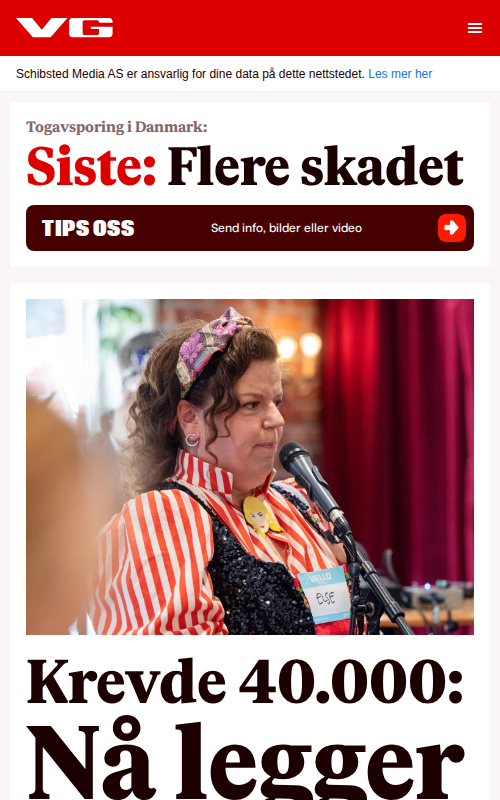 VG
Schibsted Media AS er ansvarlig for dine data på dette nettstedet. Les mer her
Togavsporing i Danmark:
Siste: Flere skadet
TIPS OSS
Send info, bilder eller video
HELLO
ELSE
Krevde 40.000:
Nå legger